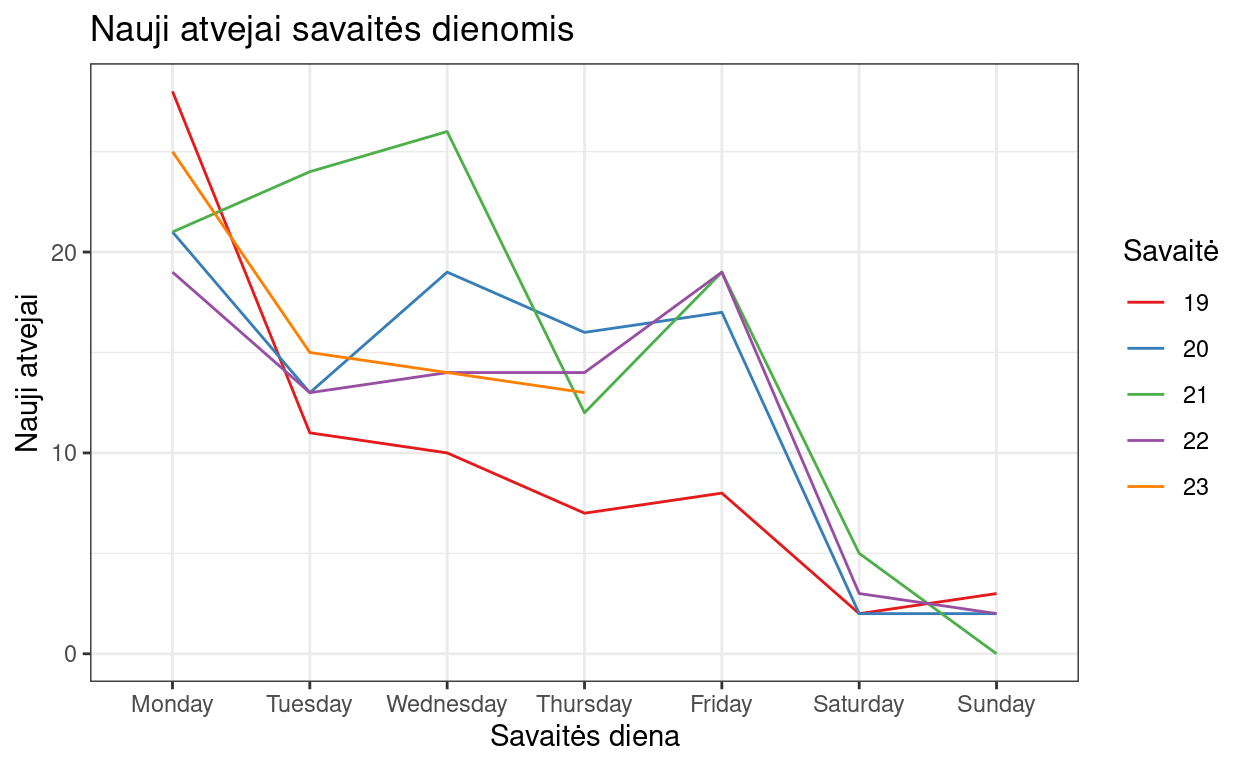 Nauji atvejai savaitės dienomis
Nauji atvejai
20
10
0
Monday Tuesday Wednesday Thursday Friday Saturday Sunday
Savaitės diena
Savaitė
19
20
21
22
23